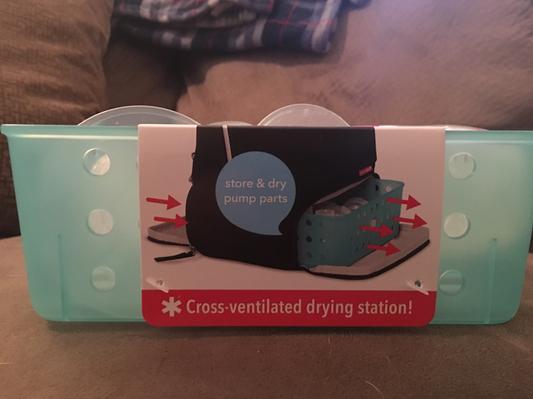 store & dry
pump parts
* Cross-ventilated drying station!